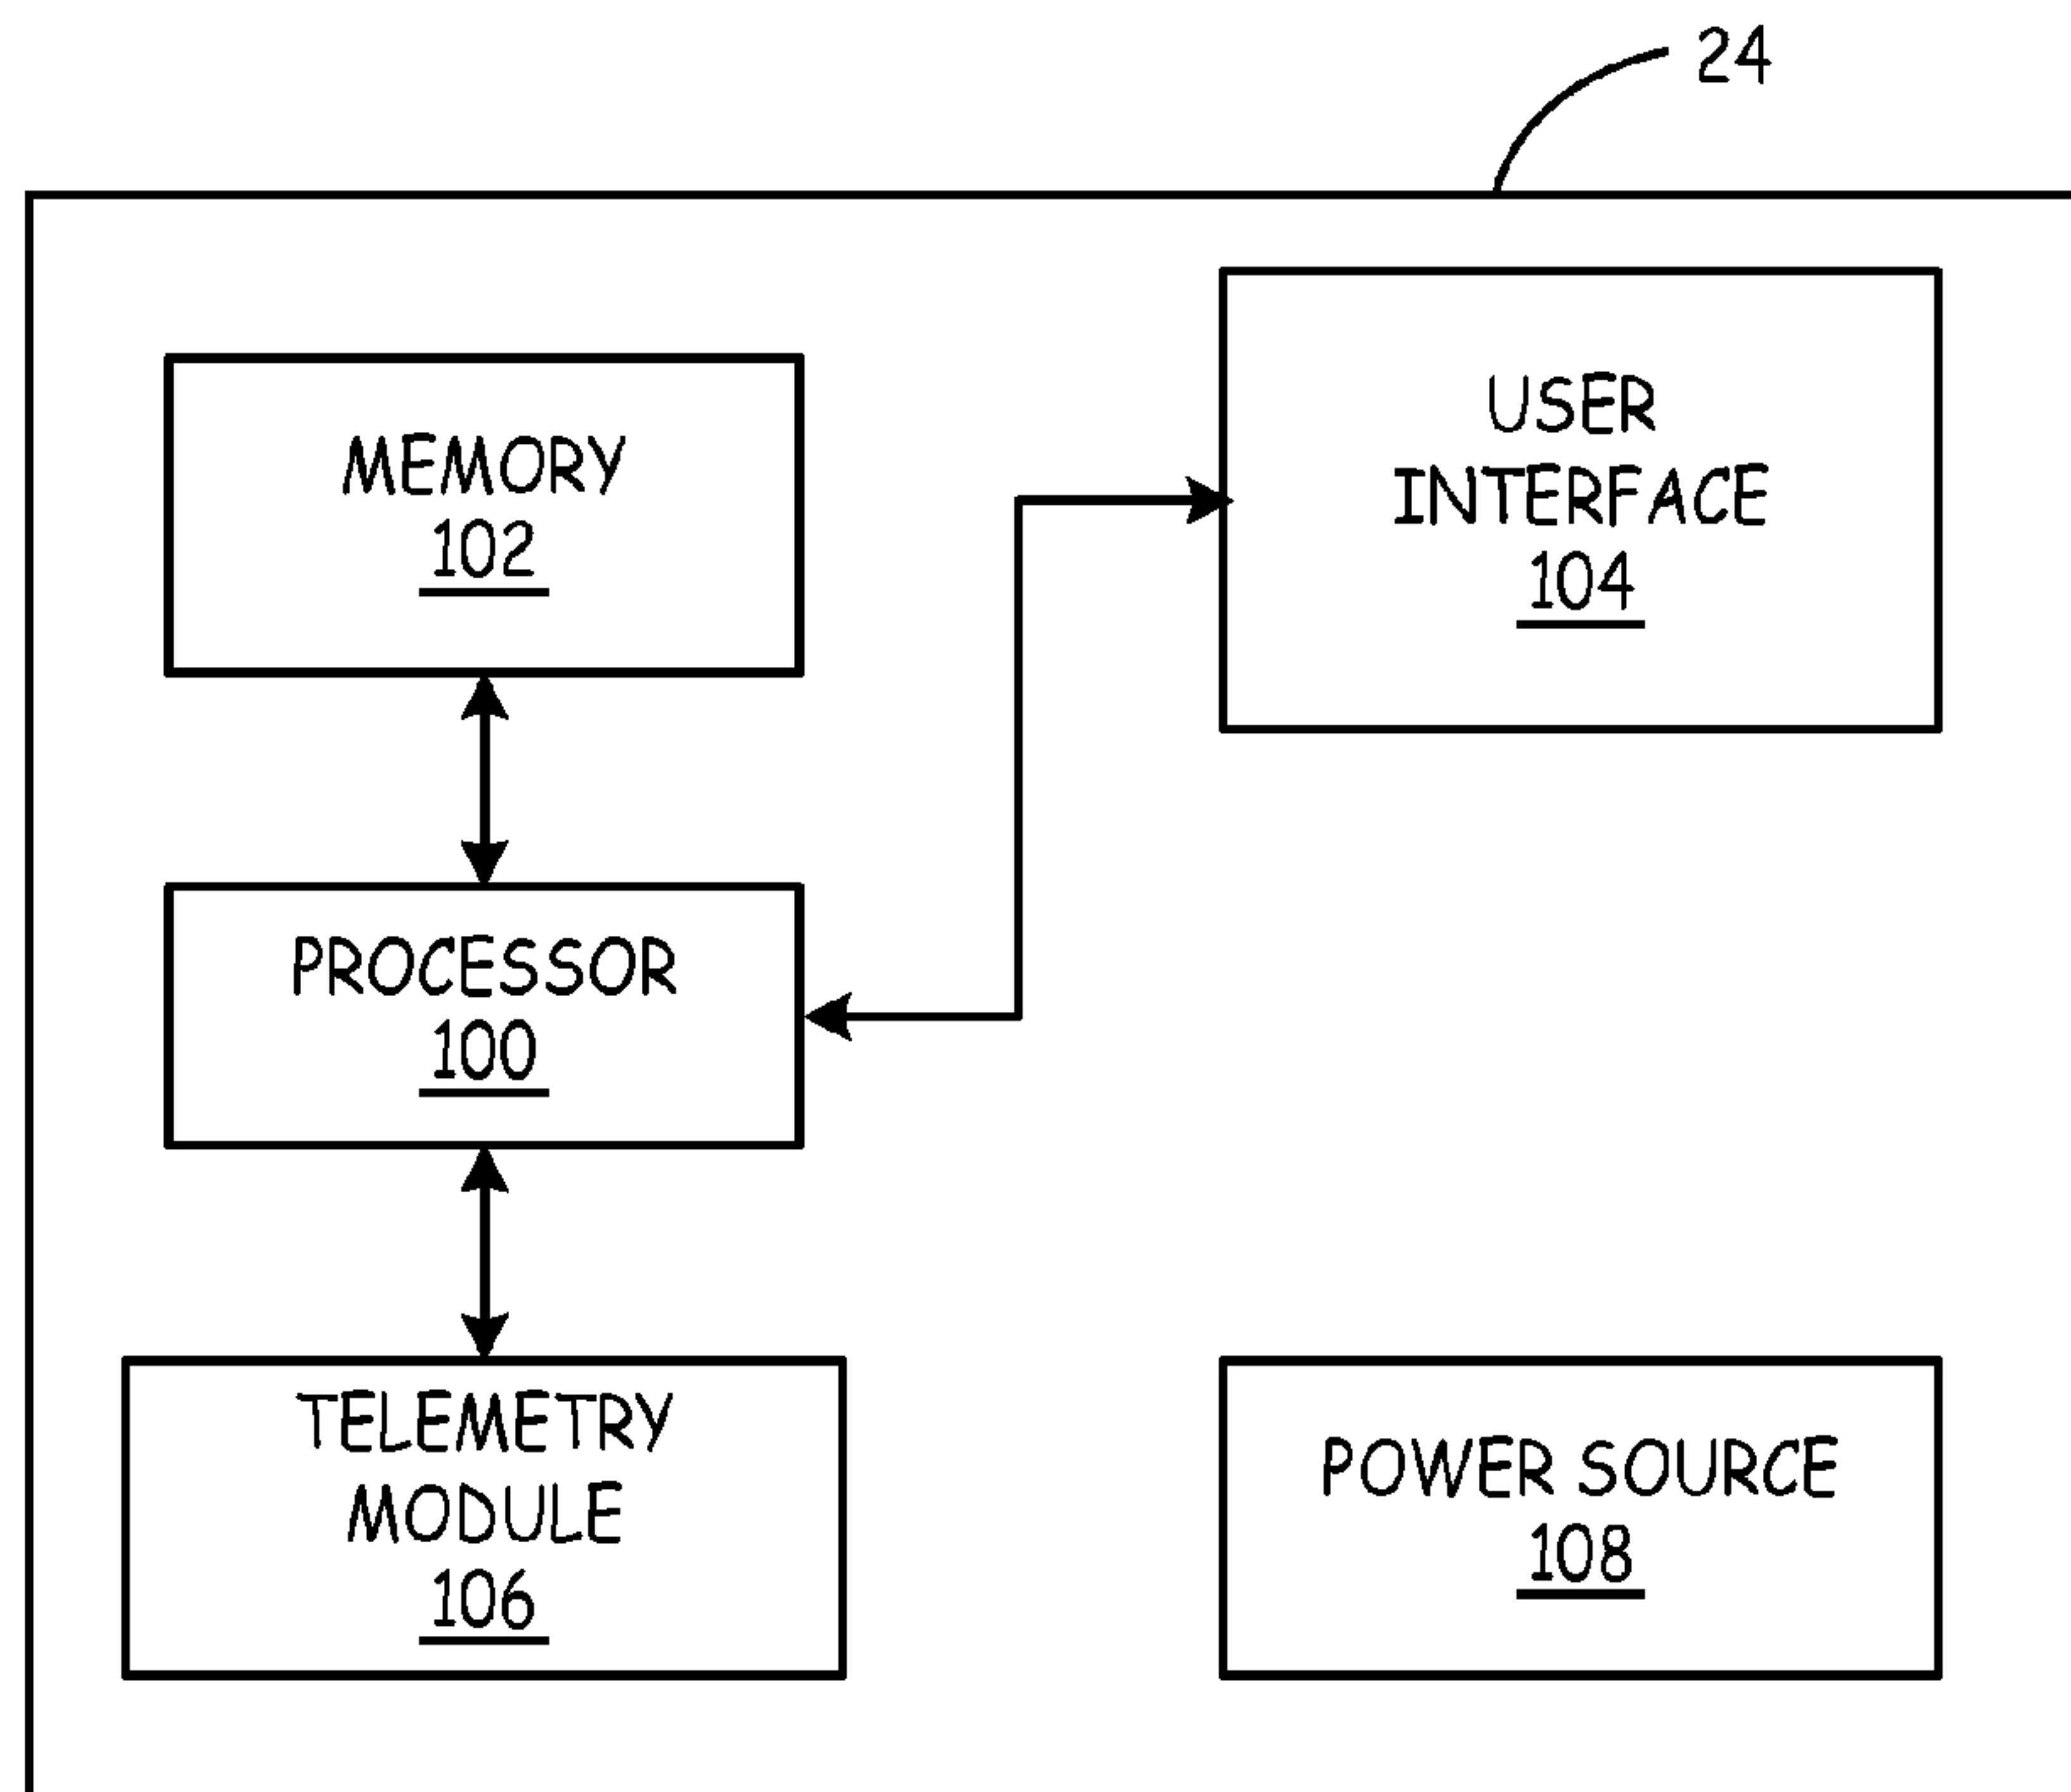 24
MEMORY
102
USER
INTERFACE
104
PROCESSOR
100
TELEMETRY
MODULE
106
POWER SOURCE
108